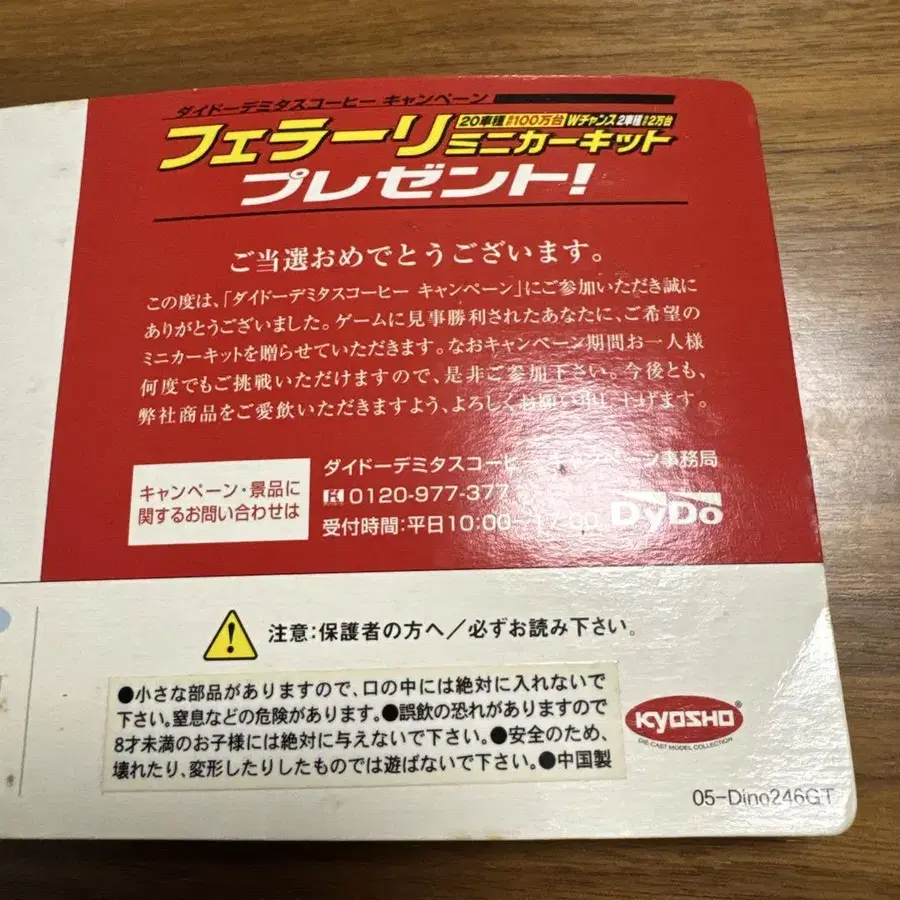 ダイドーデミタスコーヒー キャンペーン
20車種 合計100万台 Wチャンス 2車種 合計2万台
フェラーリ ミニカーキット
プレゼント!
ご当選おめでとうございます。
この度は、「ダイドーデミタスコーヒー キャンペーン」にご参加いただき誠に
ありがとうございました。ゲームに見事勝利されたあなたに、ご希望の
ミニカーキットを贈らせていただきます。なおキャンペーン期間お一人様
何度でもご挑戦いただけますので、是非ご参加下さい。今後とも、
弊社商品をご愛飲いただきますよう、よろしくお願い申し上げます。
キャンペーン・景品に
関するお問い合わせは
ダイドーデミタスコーヒー キャンペーン事務局
0120-977-377
受付時間:平日10:00〜17:00
DyDo
注意:保護者の方へ/必ずお読み下さい。
●小さな部品がありますので、口の中には絶対に入れないで
下さい。窒息などの危険があります。●誤飲の恐れがありますので
8才未満のお子様には絶対に与えないで下さい。●安全のため、
壊れたり、変形したりしたものでは遊ばないで下さい。●中国製
KYOSHO
DIE-CAST MODEL COLLECTION
05-Dino246GT